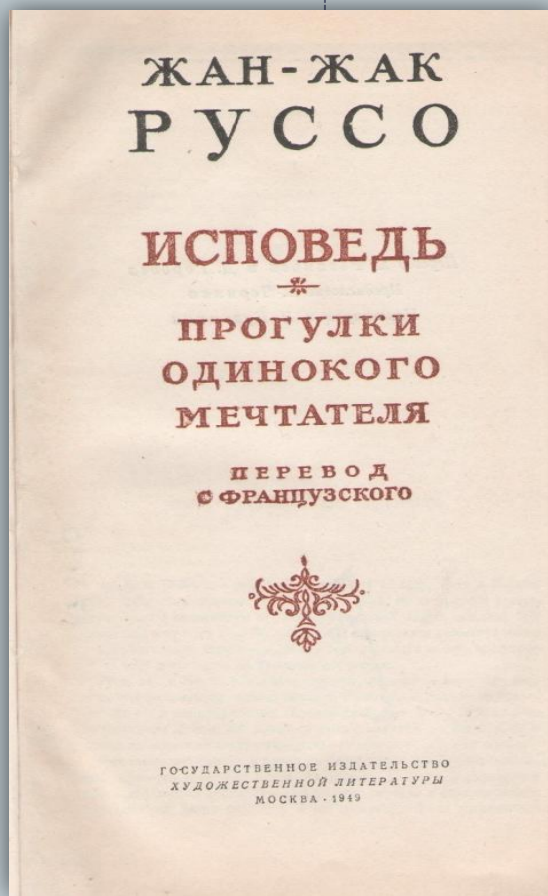 ЖАН-ЖАК
РУССО
ИСПОВЕДЬ
ПРОГУЛКИ
ОДИНОКОГО
МЕЧТАТЕЛЯ
ПЕРЕВОД
С ФРАНЦУЗСКОГО
ГОСУДАРСТВЕННОЕ ИЗДАТЕЛЬСТВО
ХУДОЖЕСТВЕННОЙ ЛИТЕРАТУРЫ
МОСКВА · 1949